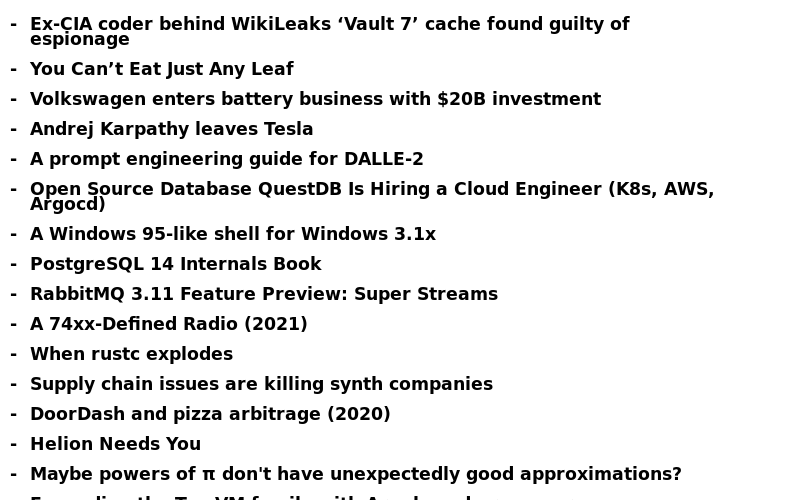 - Ex-CIA coder behind WikiLeaks ‘Vault 7’ cache found guilty of
espionage
- You Can’t Eat Just Any Leaf
- Volkswagen enters battery business with $20B investment
- Andrej Karpathy leaves Tesla
- A prompt engineering guide for DALLE-2
- Open Source Database QuestDB Is Hiring a Cloud Engineer (K8s, AWS,
Argocd)
- A Windows 95-like shell for Windows 3.1x
- PostgreSQL 14 Internals Book
- RabbitMQ 3.11 Feature Preview: Super Streams
- A 74xx-Defined Radio (2021)
- When rustc explodes
- Supply chain issues are killing synth companies
- DoorDash and pizza arbitrage (2020)
- Helion Needs You
- Maybe powers of π don't have unexpectedly good approximations?